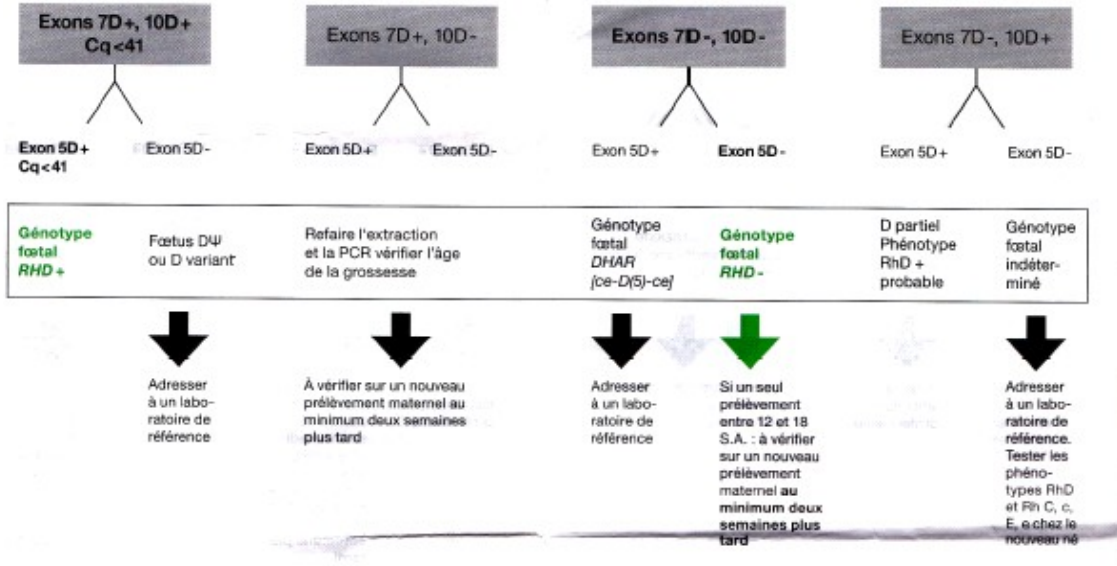 Exons 7D+, 10D+
Cq<41
Exons 7D+, 10D-
Exons 7D-, 10D-
Exons 7D-, 10D+
Exon 5D+
Cq<41
Exon 5D-
Exon 5D+
Exon 5D-
Exon 5D+
Exon 5D-
Exon 5D+
Exon 5D-
Génotype
fœtal
RHD+
Fœtus DΨ
ou D variant
Refaire l'extraction
et la PCR vérifier l'âge
de la grossesse
Génotype
fœtal
DHAR
[ce-D(5)-ce]
Génotype
fœtal
RHD-
D partiel
Phénotype
RhD +
probable
Génotype
fœtal
indéter-
miné
Adresser
à un labo-
ratoire de
référence
À vérifier sur un nouveau
prélèvement maternel au
minimum deux semaines
plus tard
Adresser
à un labo-
ratoire de
référence
Si un seul
prélèvement
entre 12 et 18
S.A. : à vérifier
sur un nouveau
prélèvement
maternel au
minimum deux
semaines plus
tard
Adresser
à un labo-
ratoire de
référence.
Tester les
phéno-
types RhD
et Rh C, c,
E, e chez le
nouveau né